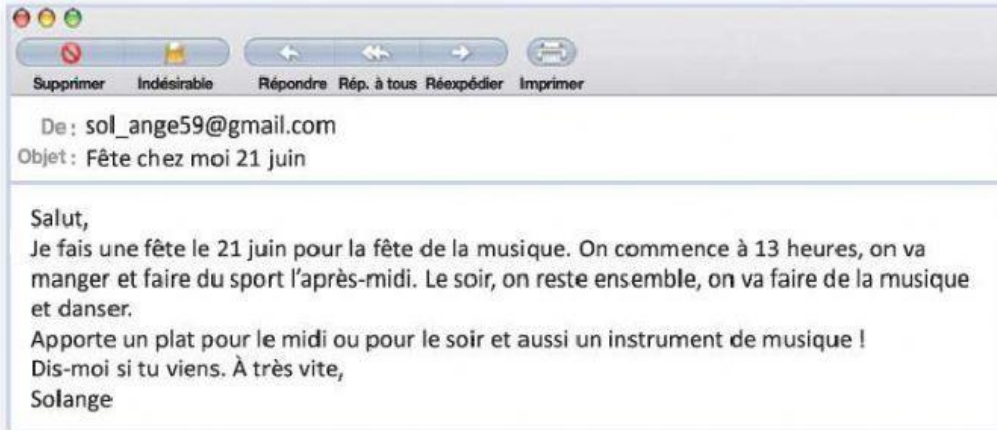 Supprimer Indésirable Répondre Rép. à tous Réexpédier Imprimer
De: sol_ange59@gmail.com
Objet: Fête chez moi 21 juin
Salut,
Je fais une fête le 21 juin pour la fête de la musique. On commence à 13 heures, on va
manger et faire du sport l'après-midi. Le soir, on reste ensemble, on va faire de la musique
et danser.
Apporte un plat pour le midi ou pour le soir et aussi un instrument de musique !
Dis-moi si tu viens. À très vite,
Solange